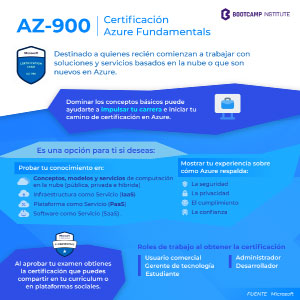 AZ-900
Certificación
Azure Fundamentals
BOOTCAMP INSTITUTE
Destinado a quienes recién comienzan a trabajar con
soluciones y servicios basados en la nube o que son
nuevos en Azure.
Dominar los conceptos básicos puede
ayudarte a impulsar tu carrera e iniciar tu
camino de certificación en Azure.
Es una opción para ti si deseas:
Probar tu conocimiento en:
Conceptos, modelos y servicios de computación
en la nube (pública, privada e híbrida)
Infraestructura como Servicio (IaaS)
Plataforma como Servicio (PaaS)
Software como Servicio (SaaS).
Mostrar tu experiencia sobre
cómo Azure respalda:
La seguridad
La privacidad
El cumplimiento
La confianza
Al aprobar tu examen obtienes
la certificación que puedes
compartir en tu currículum o
en plataformas sociales.
Roles de trabajo al obtener la certificación
Usuario comercial
Gerente de tecnología
Estudiante
Administrador
Desarrollador
FUENTE: Microsoft